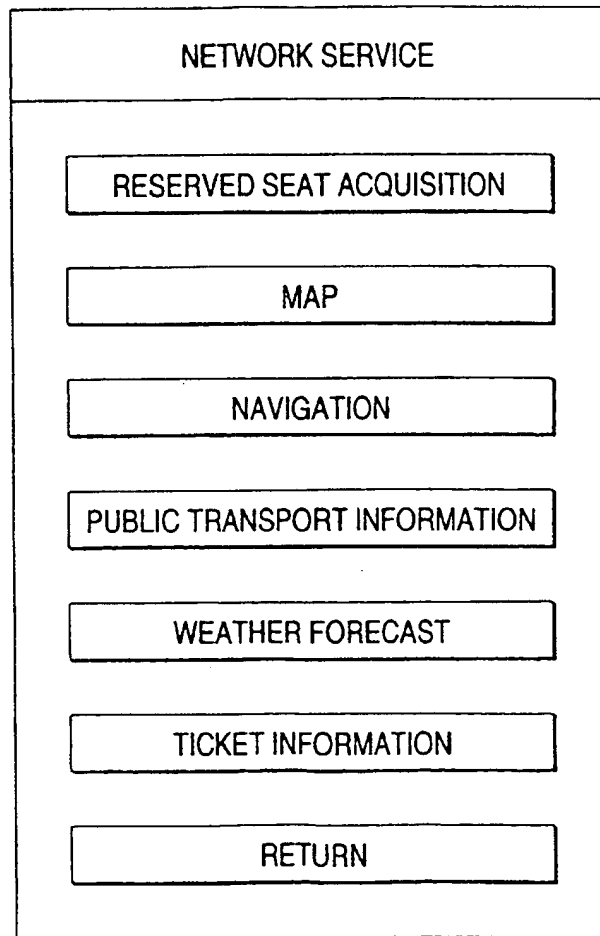 NETWORK SERVICE
RESERVED SEAT ACQUISITION
MAP
NAVIGATION
PUBLIC TRANSPORT INFORMATION
WEATHER FORECAST
TICKET INFORMATION
RETURN